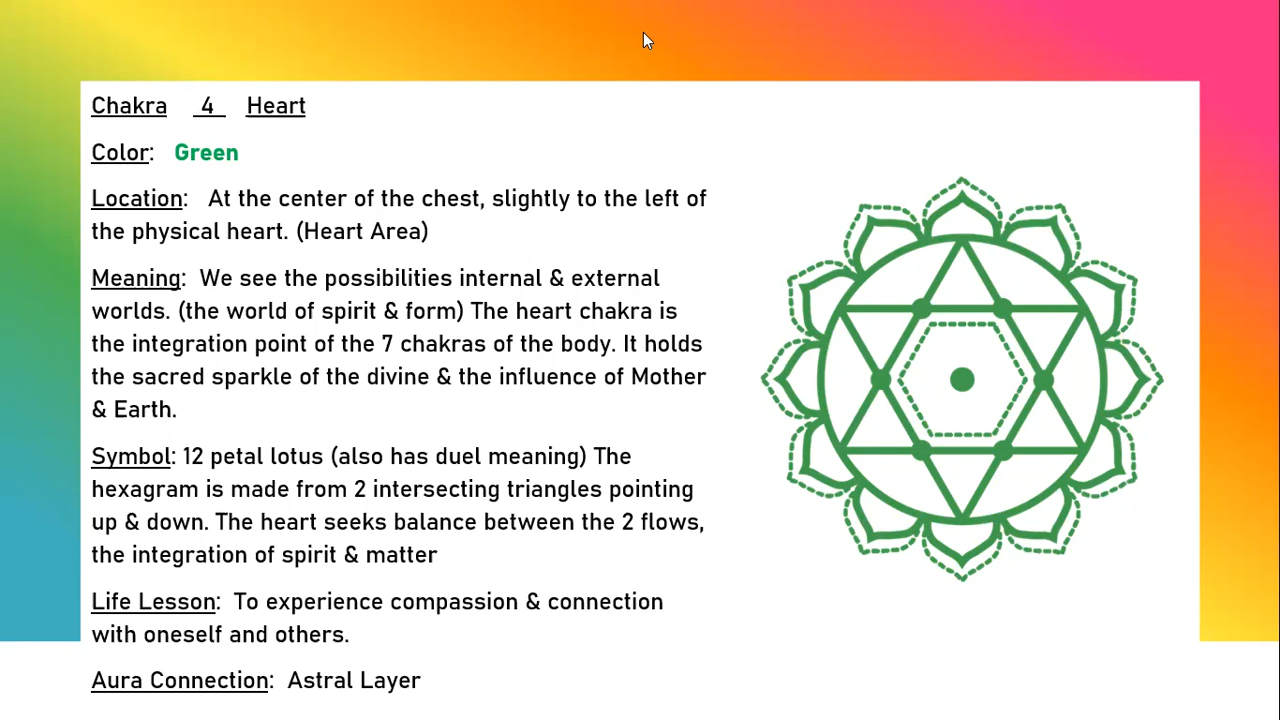 Chakra 4 Heart
Color: Green
Location: At the center of the chest, slightly to the left of
the physical heart. (Heart Area)
Meaning: We see the possibilities internal & external
worlds. (the world of spirit & form) The heart chakra is
the integration point of the 7 chakras of the body. It holds
the sacred sparkle of the divine & the influence of Mother
& Earth.
Symbol: 12 petal lotus (also has duel meaning) The
hexagram is made from 2 intersecting triangles pointing
up & down. The heart seeks balance between the 2 flows,
the integration of spirit & matter
Life Lesson: To experience compassion & connection
with oneself and others.
Aura Connection: Astral Layer